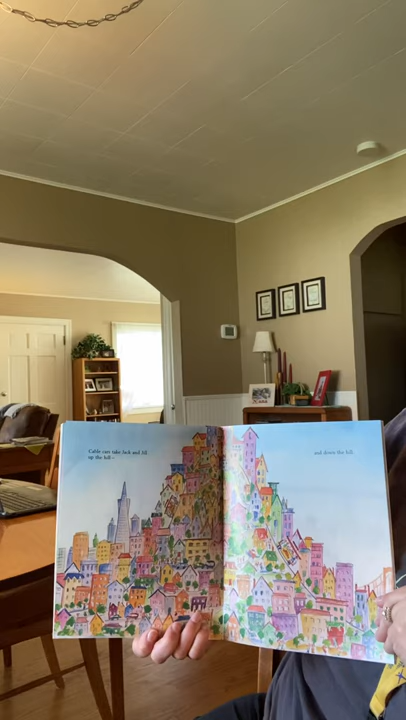 Cable cars take Jack and Jill
up the hill –
and down the hill.